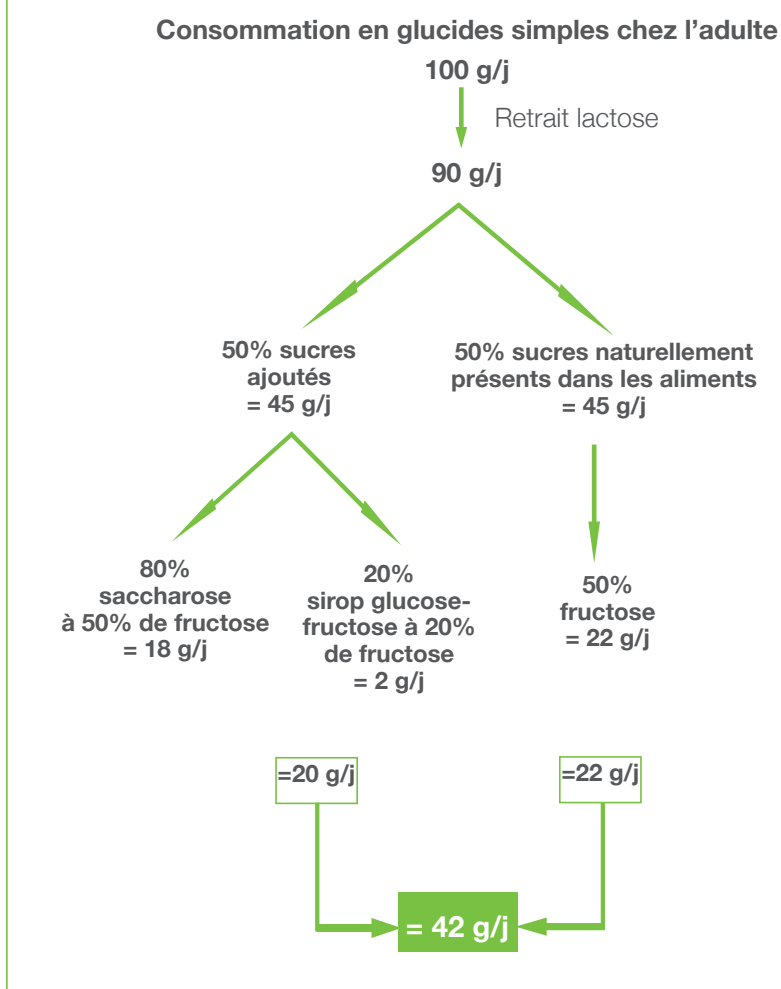 Consommation en glucides simples chez l'adulte
100 g/j
Retrait lactose
90 g/j
50% sucres
ajoutés
= 45 g/j
50% sucres naturellement
présents dans les aliments
= 45 g/j
80%
saccharose
à 50% de fructose
= 18 g/j
20%
sirop glucose-
fructose à 20%
de fructose
= 2 g/j
50%
fructose
= 22 g/j
=20 g/j
=22 g/j
= 42 g/j